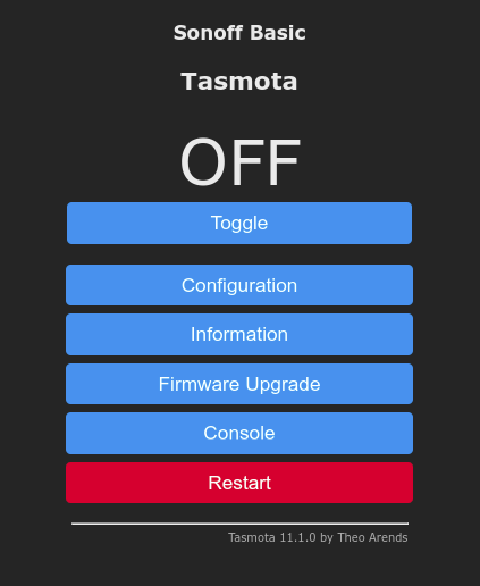 Sonoff Basic
Tasmota
OFF
Toggle
Configuration
Information
Firmware Upgrade
Console
Restart
Tasmota 11.1.0 by Theo Arends